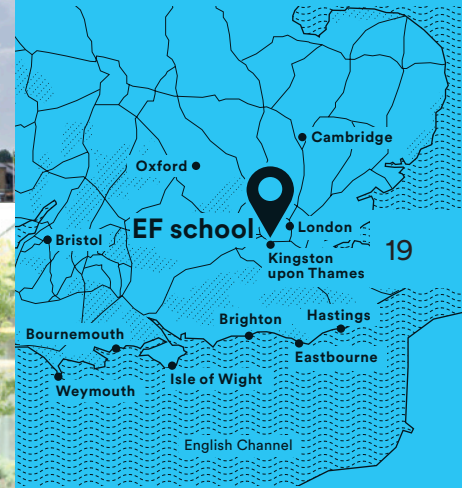 Cambridge
Oxford
EF school
London
Bristol
Kingston
upon Thames
19
Brighton
Hastings
Bournemouth
Eastbourne
Isle of Wight
Weymouth
English Channel